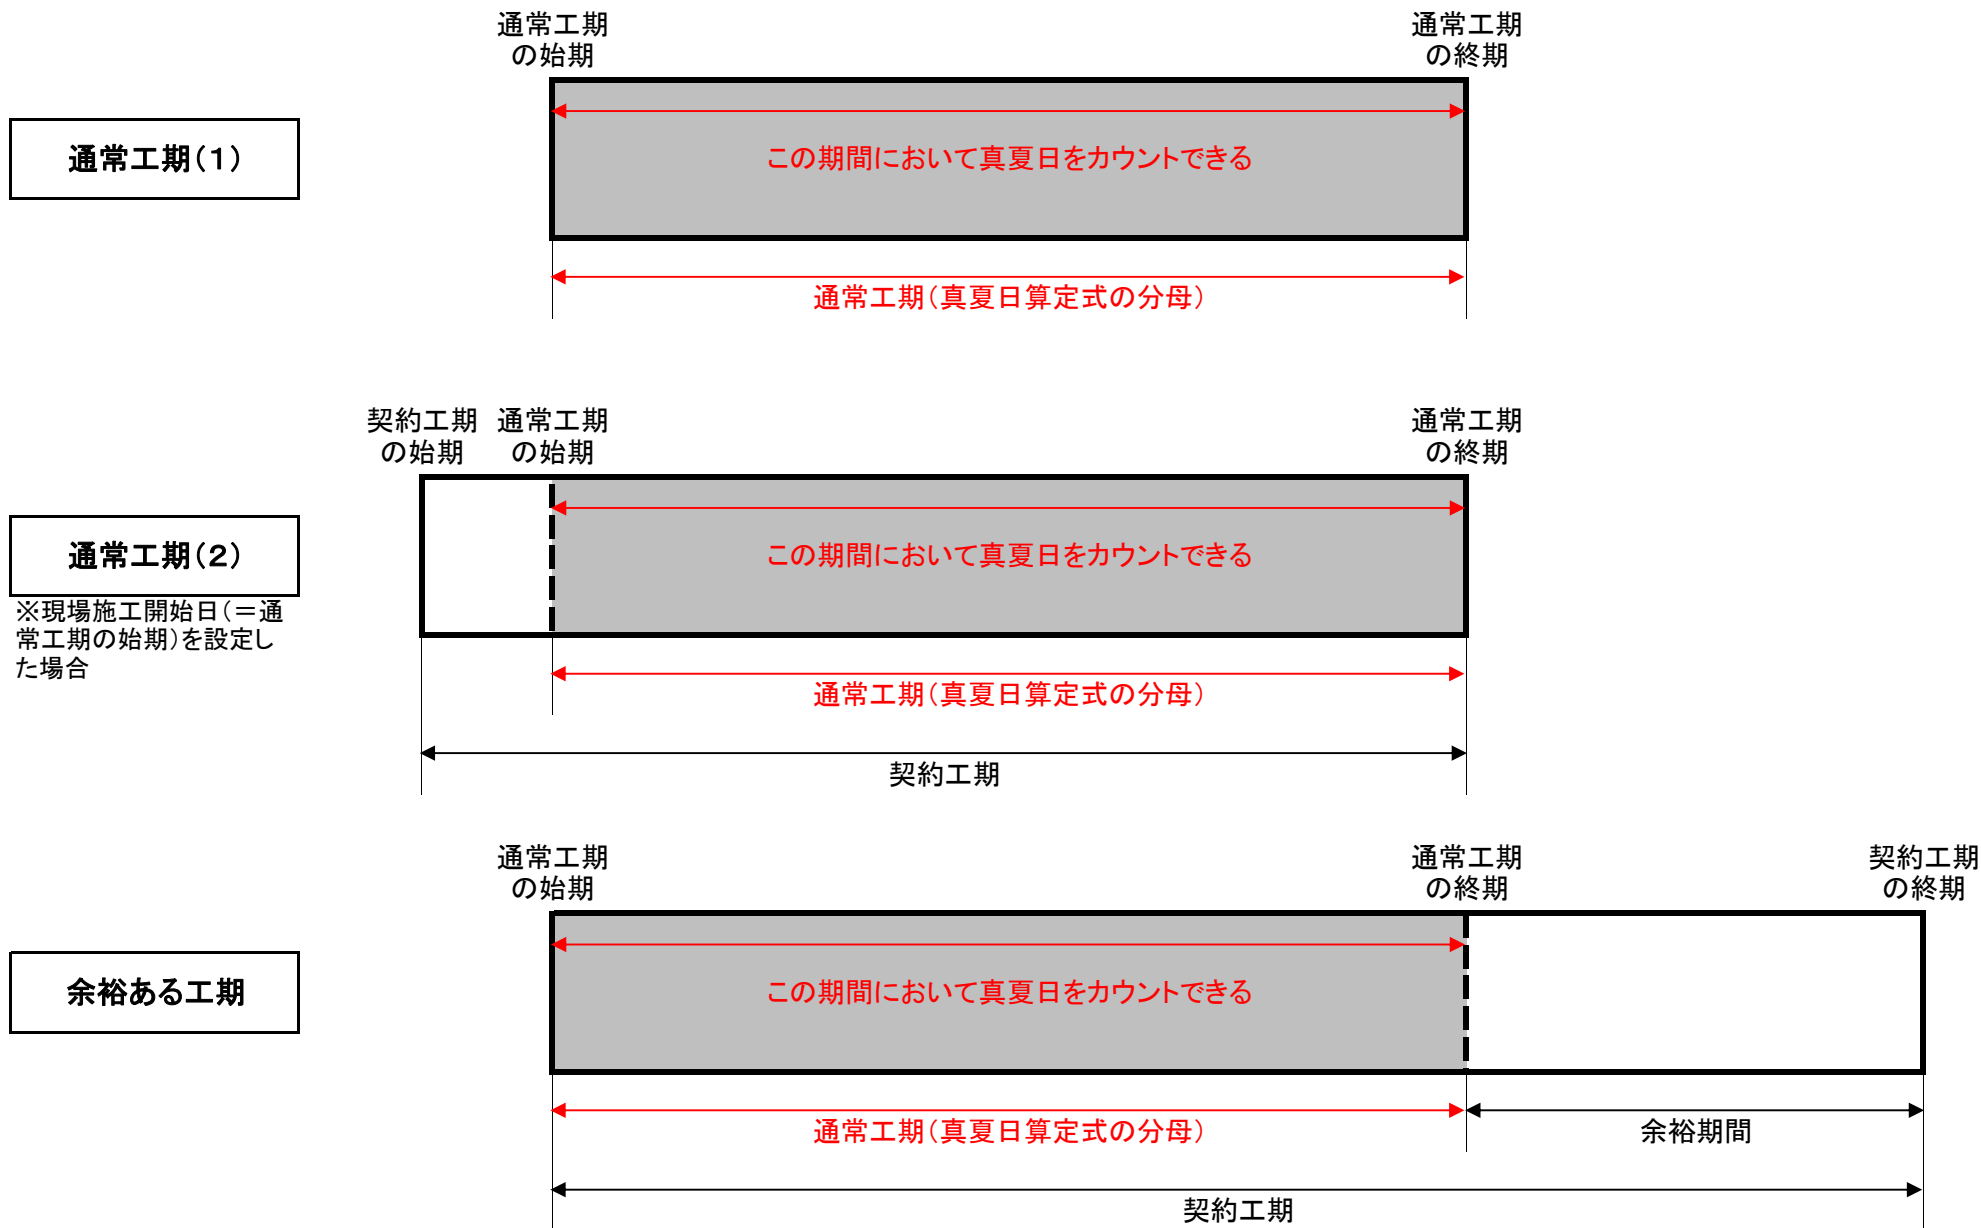 通常工期
の始期
通常工期
の終期
通常工期（１）
この期間において真夏日をカウントできる
通常工期（真夏日算定式の分母）
契約工期
の始期
通常工期
の始期
通常工期
の終期
通常工期（２）
この期間において真夏日をカウントできる
※現場施工開始日（＝通
常工期の始期）を設定し
た場合
通常工期（真夏日算定式の分母）
契約工期
通常工期
の始期
通常工期
の終期
契約工期
の終期
余裕ある工期
この期間において真夏日をカウントできる
通常工期（真夏日算定式の分母）
余裕期間
契約工期